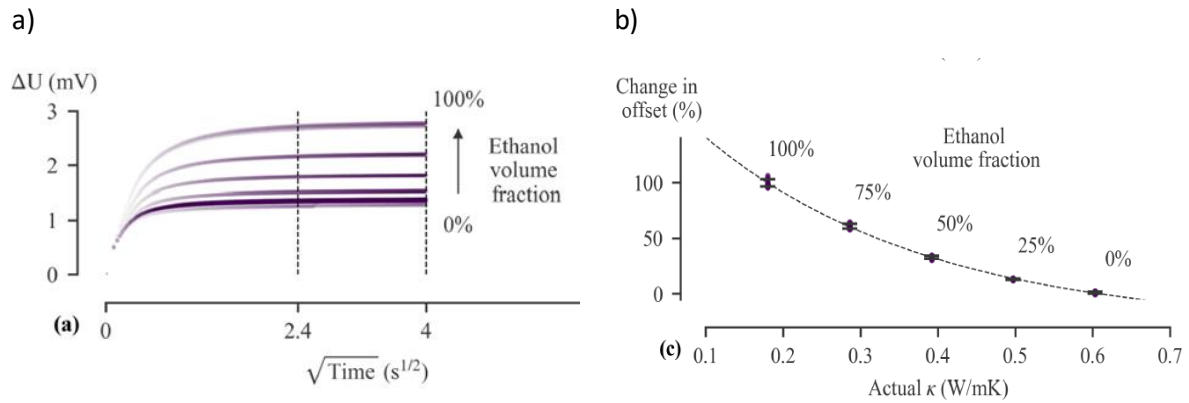 a)
ΔU (mV)
3
2
1
0
100%
Ethanol
volume
fraction
0%
(a)
0
2.4
4
√Time (s1/2)
b)
Change in
offset (%)
100
50
0
Ethanol
volume fraction
100%
75%
50%
25%
0%
(c)
0.1
0.2
0.3
0.4
0.5
0.6
0.7
Actual κ (W/mK)